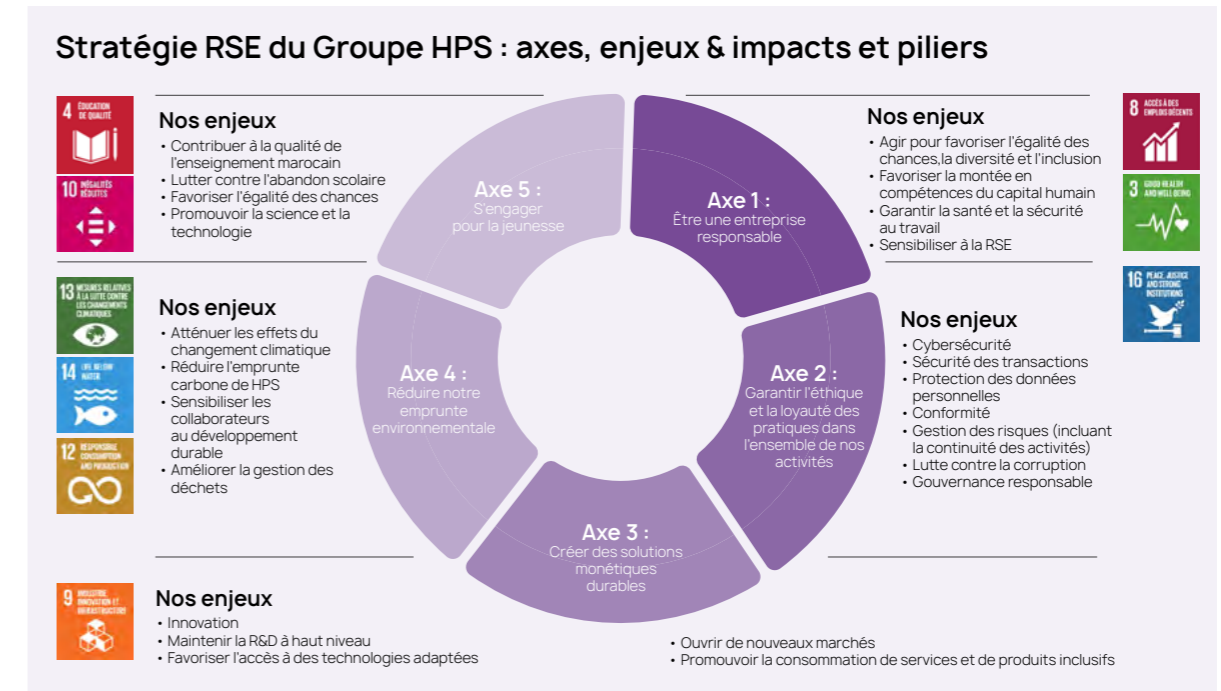 Stratégie RSE du Groupe HPS : axes, enjeux & impacts et piliers
4 ÉDUCATION
DE QUALITÉ
10 INÉGALITÉS
RÉDUITES
Nos enjeux
• Contribuer à la qualité de
l'enseignement marocain
• Lutter contre l'abandon scolaire
• Favoriser l'égalité des chances
• Promouvoir la science et la
technologie
Axe 5 :
S'engager
pour la jeunesse
Axe 1 :
Être une entreprise
responsable
Nos enjeux
• Agir pour favoriser l'égalité des
chances,la diversité et l'inclusion
• Favoriser la montée en
compétences du capital humain
• Garantir la santé et la sécurité
au travail
• Sensibiliser à la RSE
8 ACCÈS À DES
EMPLOIS DÉCENTS
3 GOOD HEALTH
AND WELL-BEING
13 MESURES RELATIVES
À LA LUTTE CONTRE
LES CHANGEMENTS
CLIMATIQUES
14 LIFE BELOW
WATER
12 RESPONSIBLE
CONSUMPTION
AND PRODUCTION
Nos enjeux
• Atténuer les effets du
changement climatique
• Réduire l'emprunte
carbone de HPS
• Sensibiliser les
collaborateurs
au développement
durable
• Améliorer la gestion des
déchets
Axe 4 :
Réduire notre
emprunte
environnementale
Axe 2 :
Garantir l'éthique
et la loyauté des
pratiques dans
l'ensemble de nos
activités
Nos enjeux
• Cybersécurité
• Sécurité des transactions
• Protection des données
personnelles
• Conformité
• Gestion des risques (incluant
la continuité des activités)
• Lutte contre la corruption
• Gouvernance responsable
16 PEACE, JUSTICE
AND STRONG
INSTITUTIONS
Axe 3 :
Créer des solutions
monétiques
durables
9 INDUSTRIE,
INNOVATION ET
INFRASTRUCTURE
Nos enjeux
• Innovation
• Maintenir la R&D à haut niveau
• Favoriser l'accès à des technologies adaptées
• Ouvrir de nouveaux marchés
• Promouvoir la consommation de services et de produits inclusifs